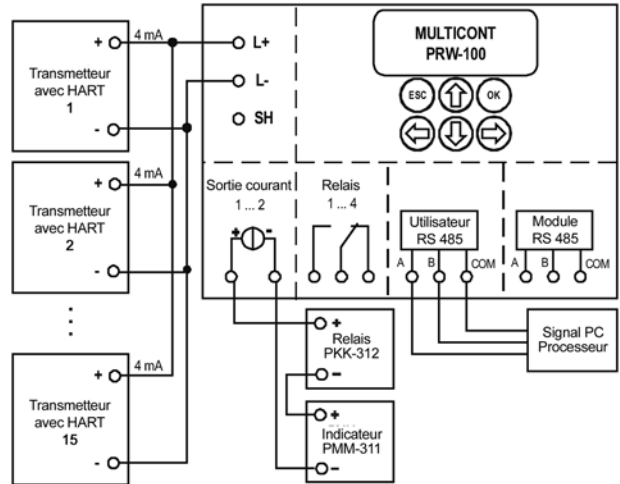 +
4 mA
Transmetteur
avec HART
1
-
+
4 mA
Transmetteur
avec HART
2
-
+
4 mA
Transmetteur
avec HART
15
-
L+
L-
SH
MULTICONT
PRW-100
ESC
OK
Sortie courant
1 ... 2
+ -
Relais
1 ... 4
Utilisateur
RS 485
A B COM
Module
RS 485
A B COM
+
Relais
PKK-312
-
+
Indicateur
PMM-311
-
Signal PC
Processeur